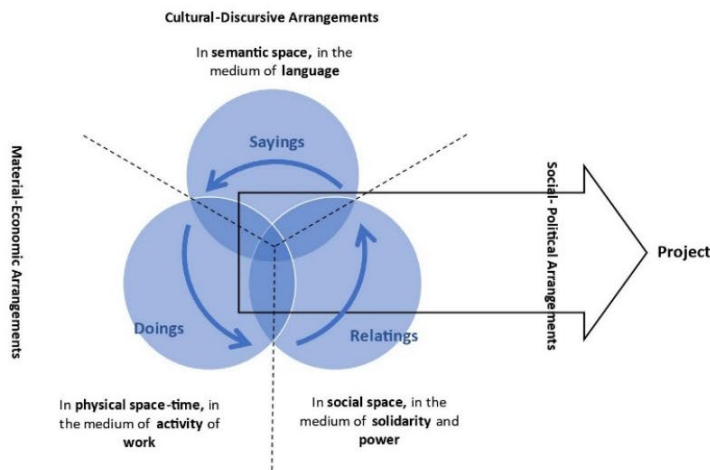 Cultural-Discursive Arrangements
In semantic space, in the
medium of language
Sayings
Material-Economic Arrangements
Social- Political Arrangements
Project
Doings
Relatings
In physical space-time, in
the medium of activity of
work
In social space, in the
medium of solidarity and
power